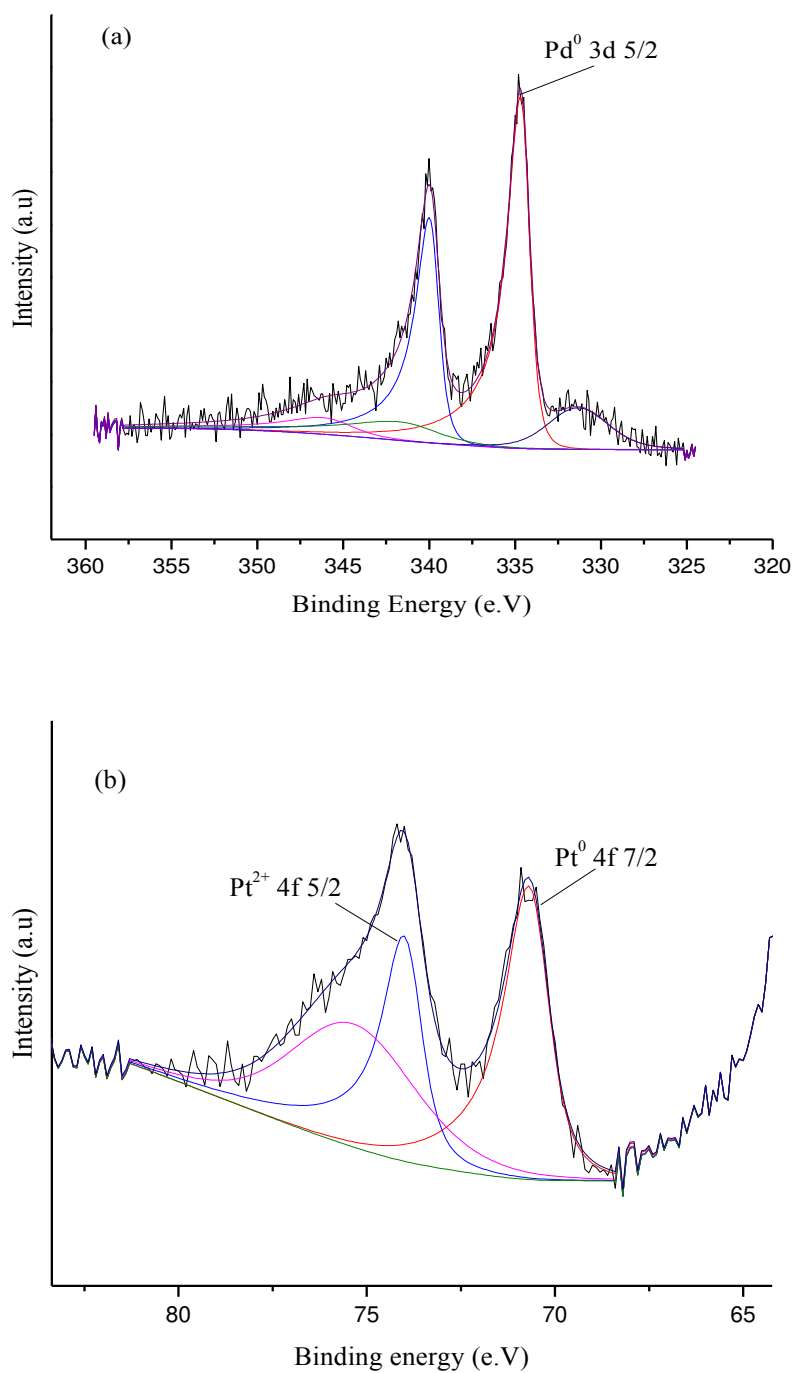 (a)
Pd⁰ 3d 5/2
Intensity (a.u)
360 355 350 345 340 335 330 325 320
Binding Energy (e.V)
(b)
Pt⁰ 4f 7/2
Pt²⁺ 4f 5/2
Intensity (a.u)
80 75 70 65
Binding energy (e.V)